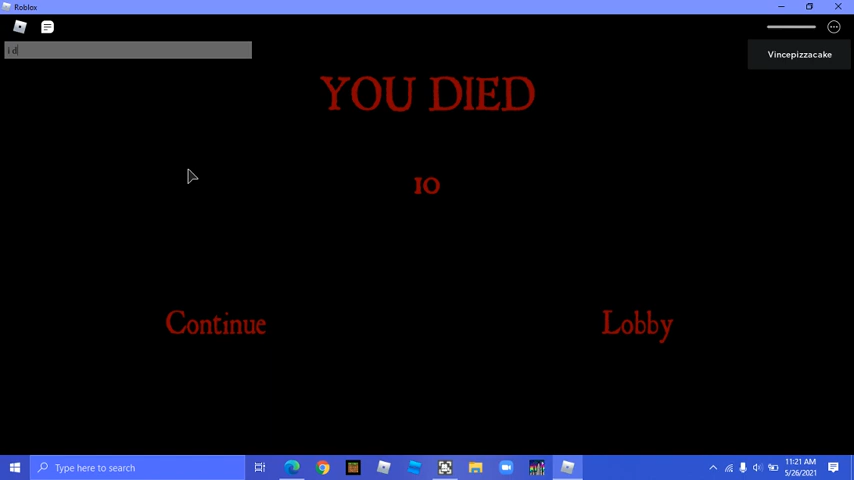 Roblox
i d
Vincepizzacake
YOU DIED
10
Continue
Lobby
Type here to search
11:21 AM
5/26/2021